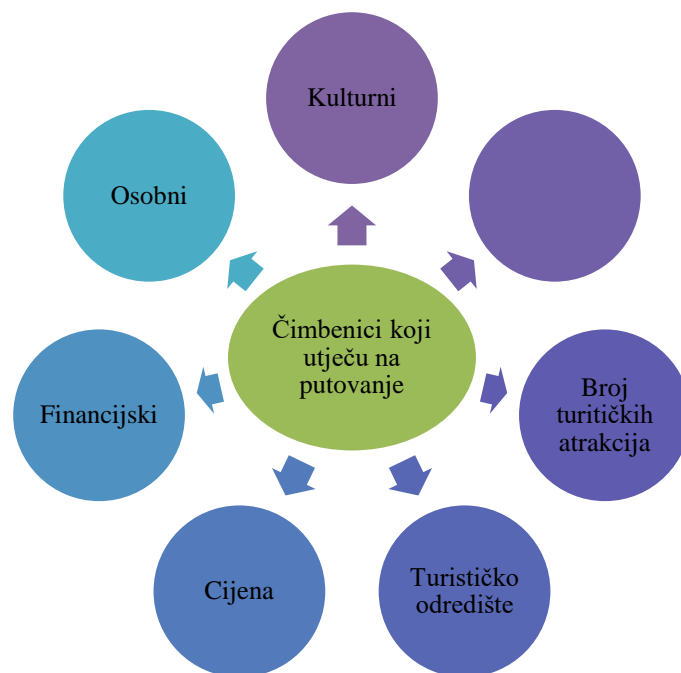 Kulturni
Osobni
Čimbenici koji
utječu na
putovanje
Financijski
Broj
turitičkih
atrakcija
Cijena
Turističko
odredište